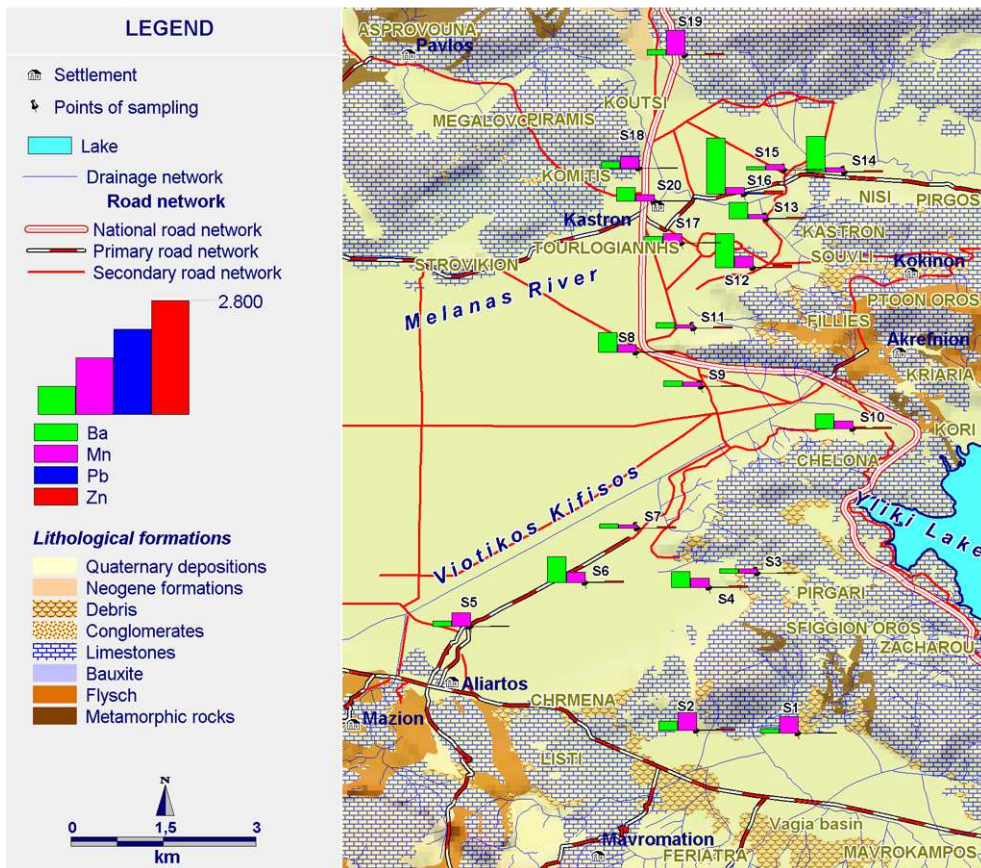 LEGEND
Settlement
Points of sampling
Lake
Drainage network
Road network
National road network
Primary road network
Secondary road network
2.800
Ba
Mn
Pb
Zn
Lithological formations
Quaternary depositions
Neogene formations
Debris
Conglomerates
Limestones
Bauxite
Flysch
Metamorphic rocks
N
0 1,5 3
km
S19
ASPROVOUNA
Pavlos
KOUTSI
MEGALOVO
PIRAMIS
S18
S15
S14
KOMITIS
S20
S16
NISI
PIRGOS
Kastron
S13
S17
KASTRON
TOURLOGIANNHS
SOUVLI
STROVIKION
Kokinon
S12
Melanas River
PTOON OROS
S11
FILLIES
S8
Akrefnion
S9
KRIARIA
S10
KORI
CHELONA
Yliki Lake
Viotikos Kifisos
S7
S6
S3
S4
PIRGARI
S5
SFIGGION OROS
ZACHAROU
Aliartos
CHRMENA
Mazion
S2
S1
LISTI
Vagia basin
Mavromation
FERIATRA
MAVROKAMPOS